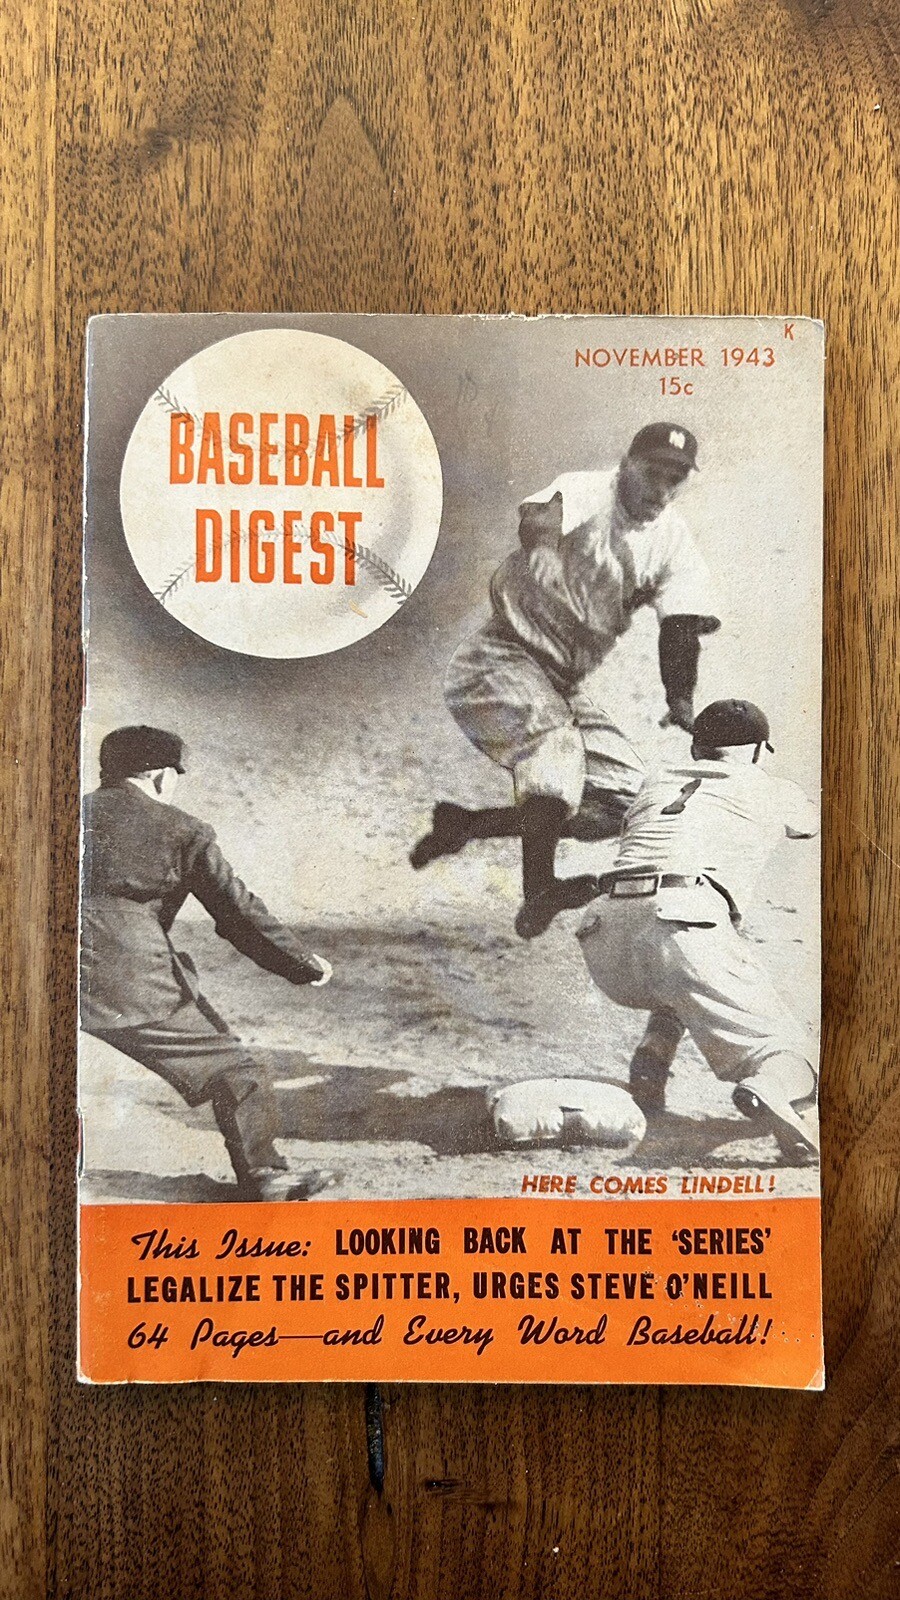 K
NOVEMBER 1943
15c
BASEBALL
DIGEST
N
1
HERE COMES LINDELL!
This Issue: LOOKING BACK AT THE 'SERIES'
LEGALIZE THE SPITTER, URGES STEVE O'NEILL
64 Pages—and Every Word Baseball!